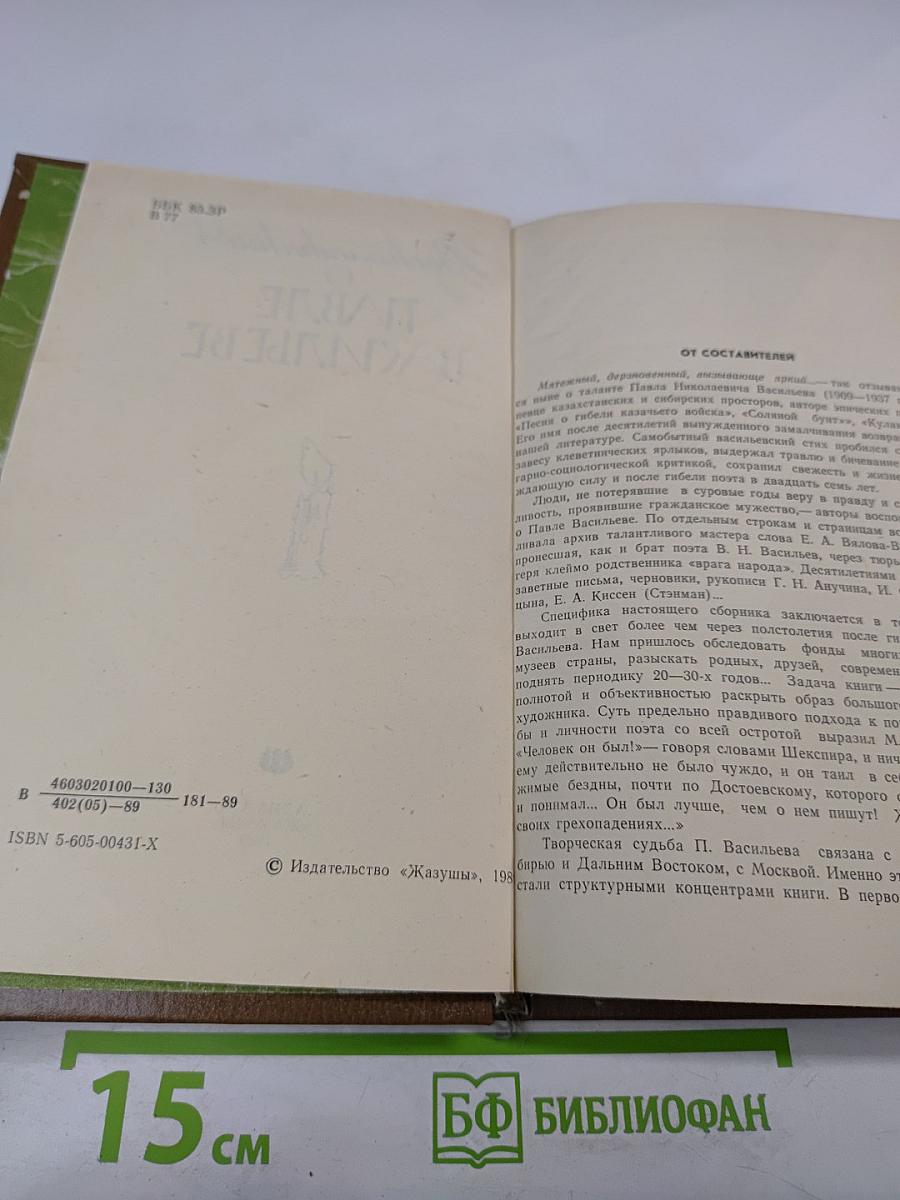 ББК 83.3Р
В 77
В 4603020100—130
402(05)—89 181—89
ISBN 5-605-00431-X
© Издательство «Жазушы», 198
ОТ СОСТАВИТЕЛЕЙ
Мятежный, дерзновенный, вызывающе яркий...— так отзываю
ся ныне о таланте Павла Николаевича Васильева (1909—1937 г
певце казахстанских и сибирских просторов, авторе эпических п
«Песня о гибели казачьего войска», «Соляной бунт», «Кула
Его имя после десятилетий вынужденного замалчивания возвра
нашей литературе. Самобытный васильевский стих пробился с
завесу клеветнических ярлыков, выдержал травлю и бичевание
гарно-социологической критикой, сохранил свежесть и жизне
ждающую силу и после гибели поэта в двадцать семь лет.
Люди, не потерявшие в суровые годы веру в правду и с
ливость, проявившие гражданское мужество,— авторы воспо
о Павле Васильеве. По отдельным строкам и страницам вос
ливала архив талантливого мастера слова Е. А. Вялова-В
пронесшая, как и брат поэта В. Н. Васильев, через тюрь
геря клеймо родственника «врага народа». Десятилетиями
заветные письма, черновики, рукописи Г. Н. Анучина, И.
цына, Е. А. Киссен (Стэнман)...
Специфика настоящего сборника заключается в то
выходит в свет более чем через полстолетия после ги
Васильева. Нам пришлось обследовать фонды многи
музеев страны, разыскать родных, друзей, современ
поднять периодику 20—30-х годов... Задача книги —
полнотой и объективностью раскрыть образ большого
художника. Суть предельно правдивого подхода к по
бы и личности поэта со всей остротой выразил М.
«Человек он был!»— говоря словами Шекспира, и нич
ему действительно не было чуждо, и он таил в себ
жимые бездны, почти по Достоевскому, которого
и понимал... Он был лучше, чем о нем пишут!
своих грехопадениях...»
Творческая судьба П. Васильева связана с
бирью и Дальним Востоком, с Москвой. Именно эт
стали структурными концентрами книги. В перво
15 см
БФ БИБЛИОФАН